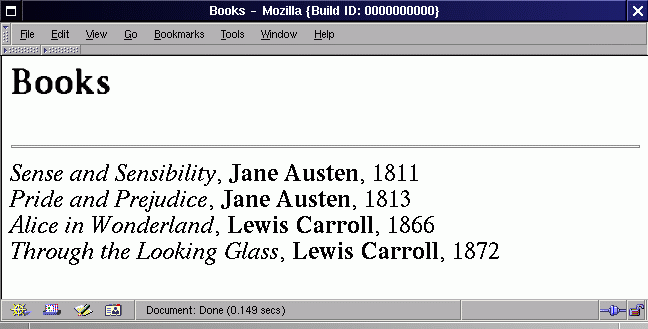 Books - Mozilla {Build ID: 0000000000}
File Edit View Go Bookmarks Tools Window Help
Books
Sense and Sensibility, Jane Austen, 1811
Pride and Prejudice, Jane Austen, 1813
Alice in Wonderland, Lewis Carroll, 1866
Through the Looking Glass, Lewis Carroll, 1872
Document: Done (0.149 secs)